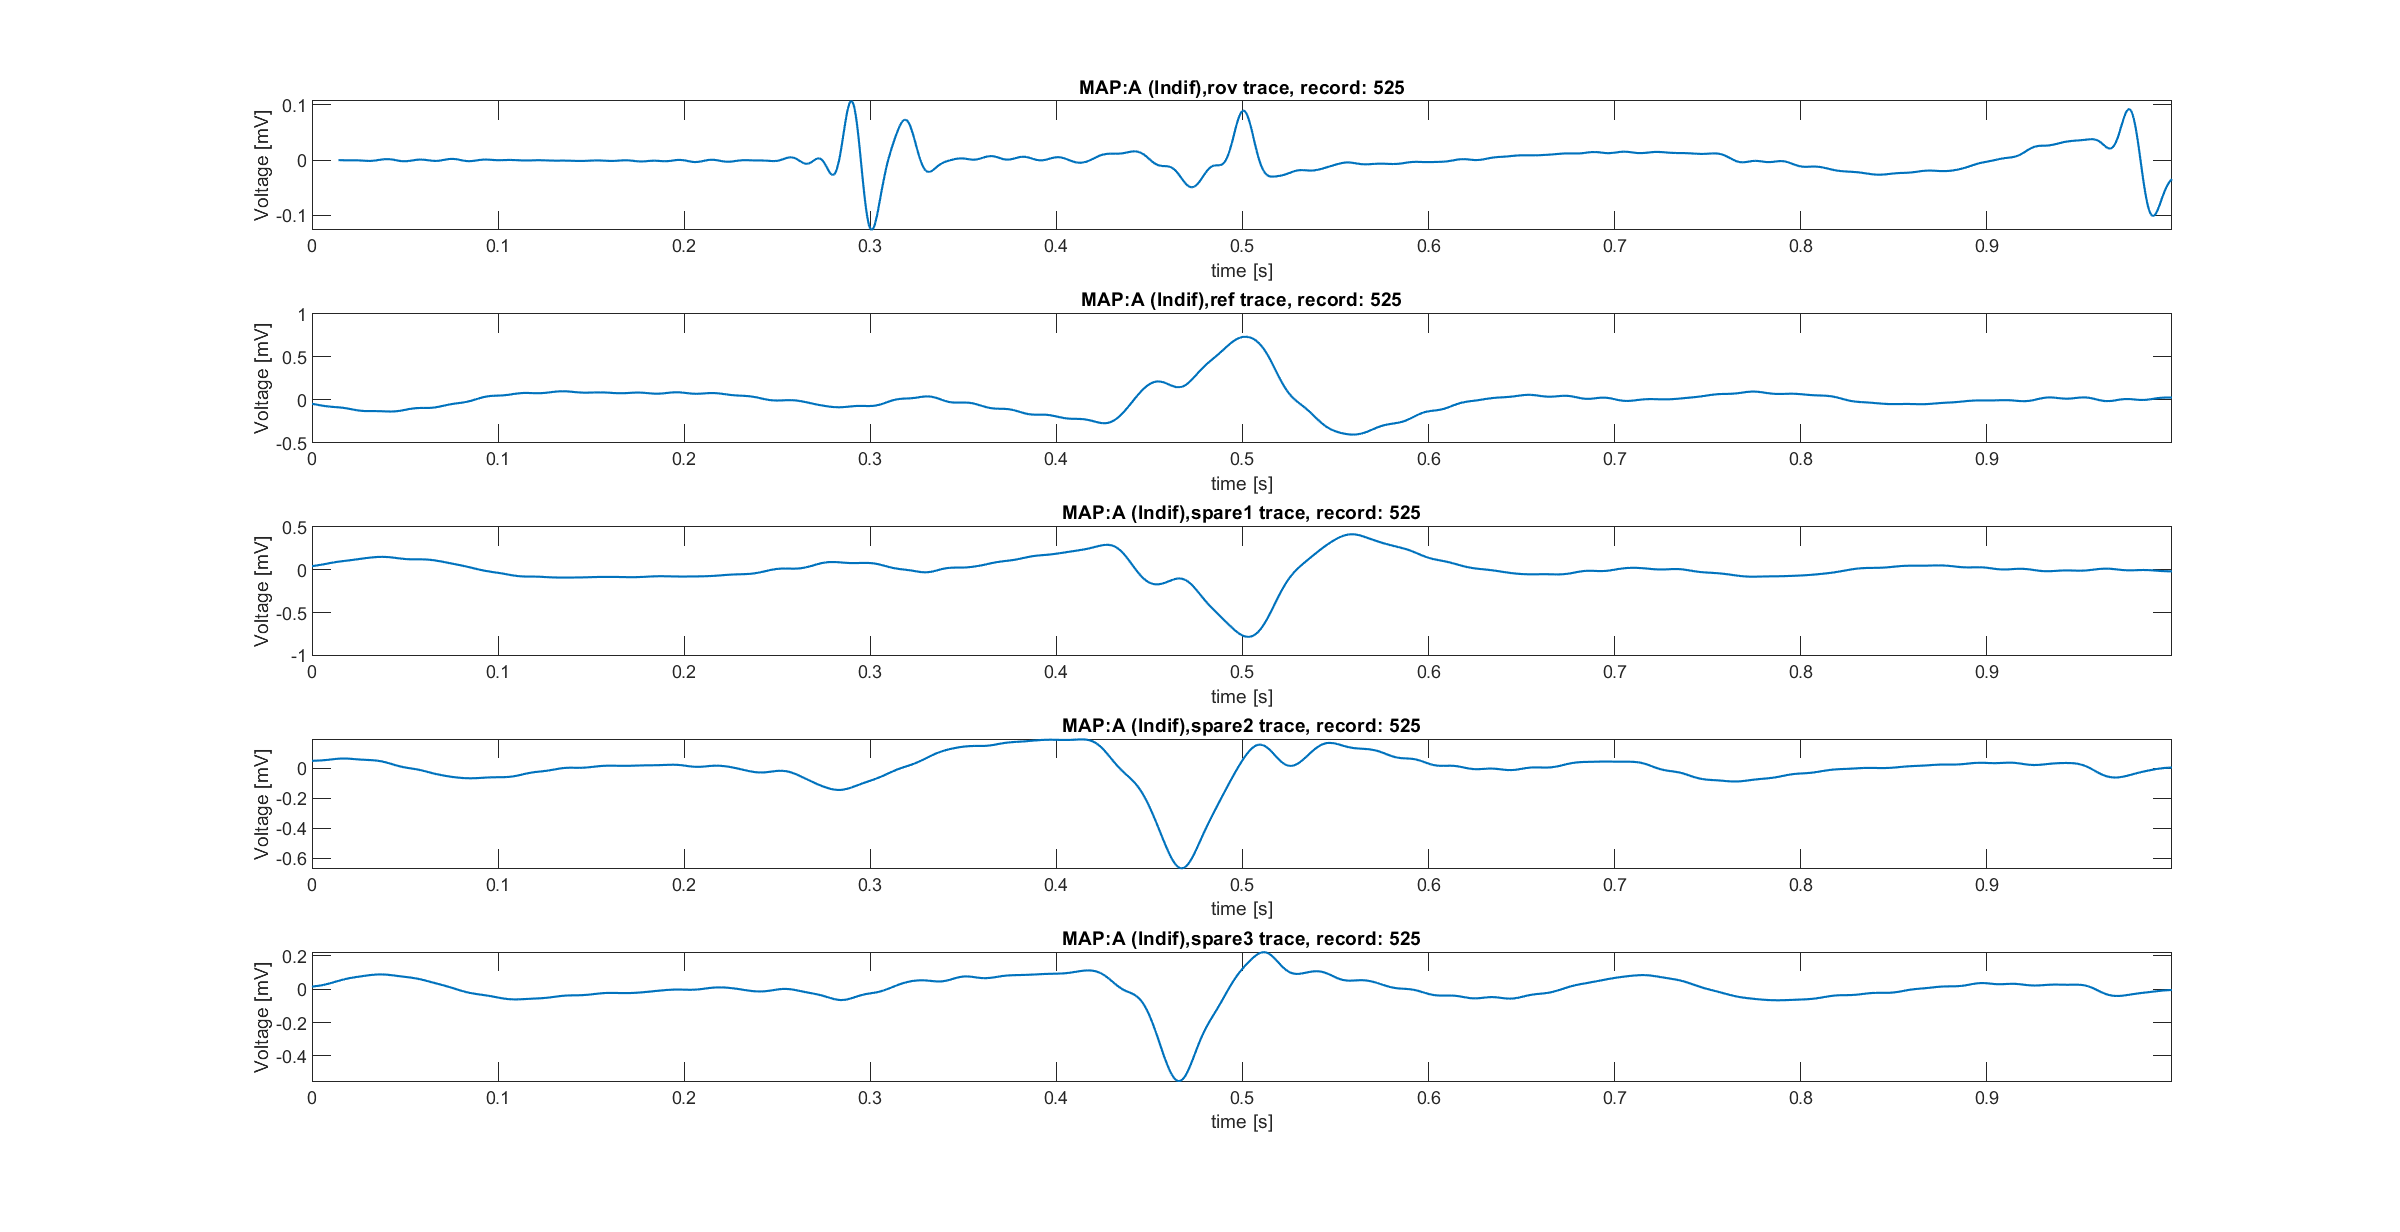 MAP:A (Indif),rov trace, record: 525
Voltage [mV]
0.1
0
-0.1
0 0.1 0.2 0.3 0.4 0.5 0.6 0.7 0.8 0.9
time [s]
MAP:A (Indif),ref trace, record: 525
Voltage [mV]
1
0.5
0
-0.5
0 0.1 0.2 0.3 0.4 0.5 0.6 0.7 0.8 0.9
time [s]
MAP:A (Indif),spare1 trace, record: 525
Voltage [mV]
0.5
0
-0.5
-1
0 0.1 0.2 0.3 0.4 0.5 0.6 0.7 0.8 0.9
time [s]
MAP:A (Indif),spare2 trace, record: 525
Voltage [mV]
0
-0.2
-0.4
-0.6
0 0.1 0.2 0.3 0.4 0.5 0.6 0.7 0.8 0.9
time [s]
MAP:A (Indif),spare3 trace, record: 525
Voltage [mV]
0.2
0
-0.2
-0.4
0 0.1 0.2 0.3 0.4 0.5 0.6 0.7 0.8 0.9
time [s]